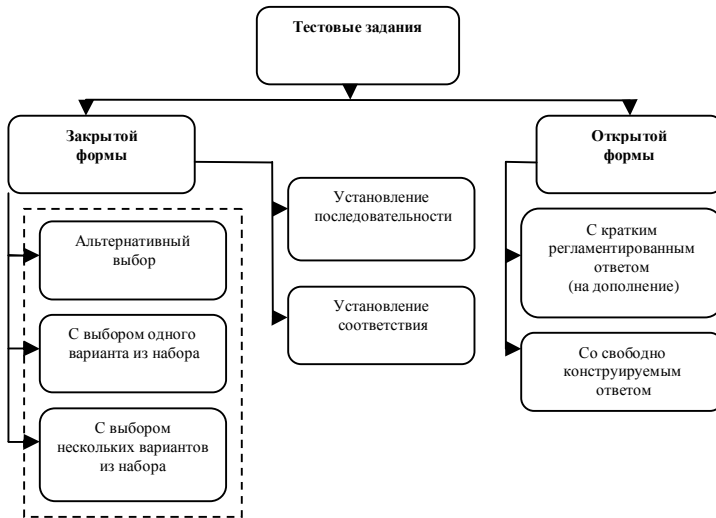 Тестовые задания
Закрытой
формы
Открытой
формы
Альтернативный
выбор
С выбором одного
варианта из набора
С выбором
нескольких вариантов
из набора
Установление
последовательности
Установление
соответствия
С кратким
регламентированным
ответом
(на дополнение)
Со свободно
конструируемым
ответом